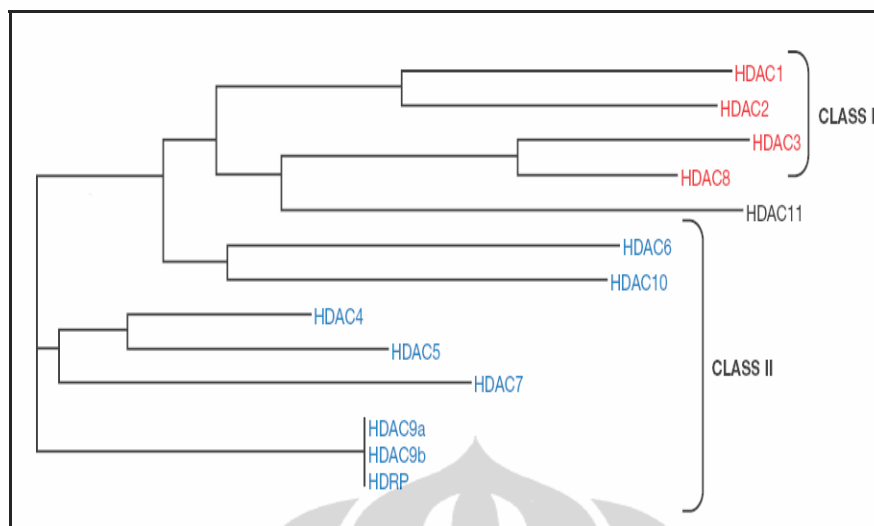 HDAC1
HDAC2
CLASS I
HDAC3
HDAC8
HDAC11
HDAC6
HDAC10
HDAC4
HDAC5
CLASS II
HDAC7
HDAC9a
HDAC9b
HDRP